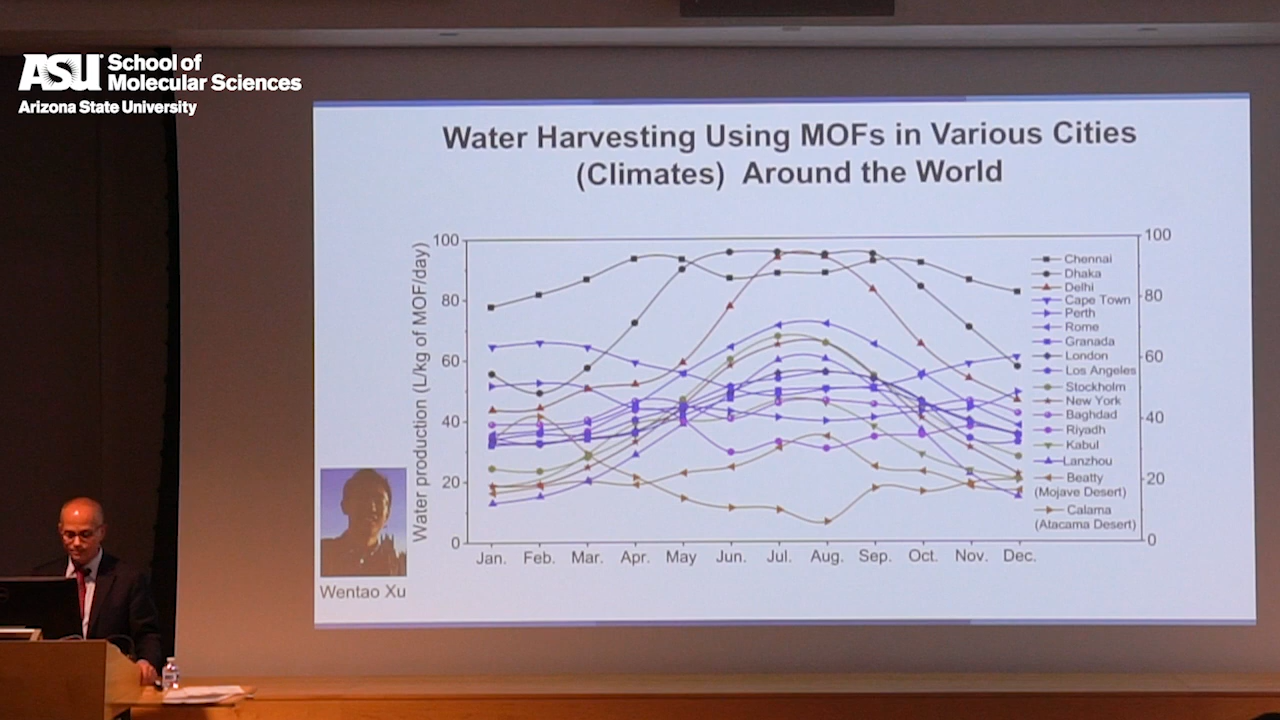 ASU School of
Molecular Sciences
Arizona State University
Water Harvesting Using MOFs in Various Cities
(Climates) Around the World
Water production (L/kg of MOF/day)
100
80
60
40
20
0
Jan. Feb. Mar. Apr. May Jun. Jul. Aug. Sep. Oct. Nov. Dec.
100
80
60
40
20
0
Chennai
Dhaka
Delhi
Cape Town
Perth
Rome
Granada
London
Los Angeles
Stockholm
New York
Baghdad
Riyadh
Kabul
Lanzhou
Beatty
(Mojave Desert)
Calama
(Atacama Desert)
Wentao Xu